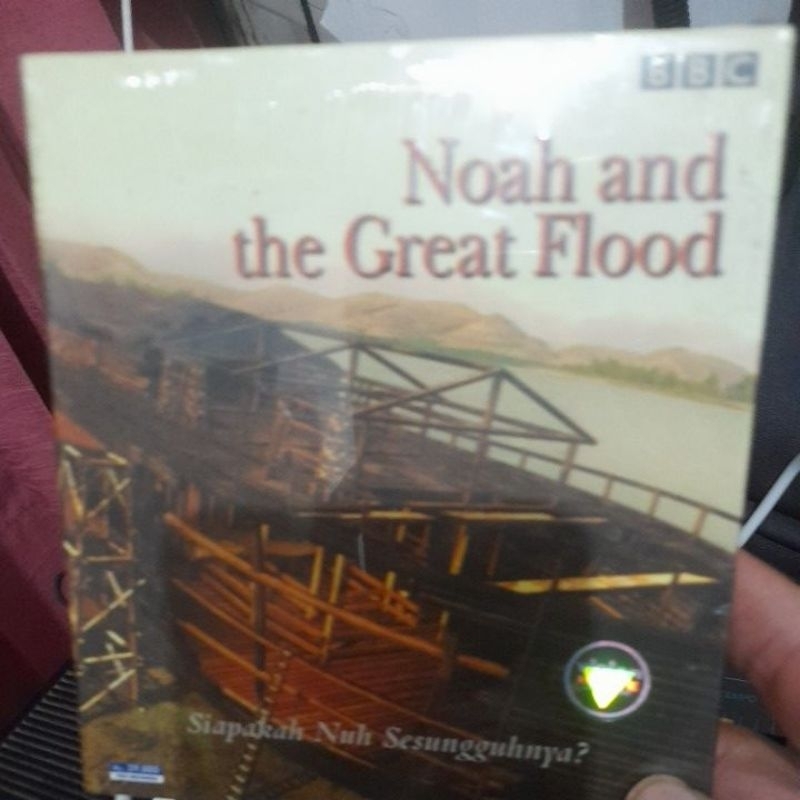 BBC
Noah and
the Great Flood
Siapakah Nuh Sesungguhnya?